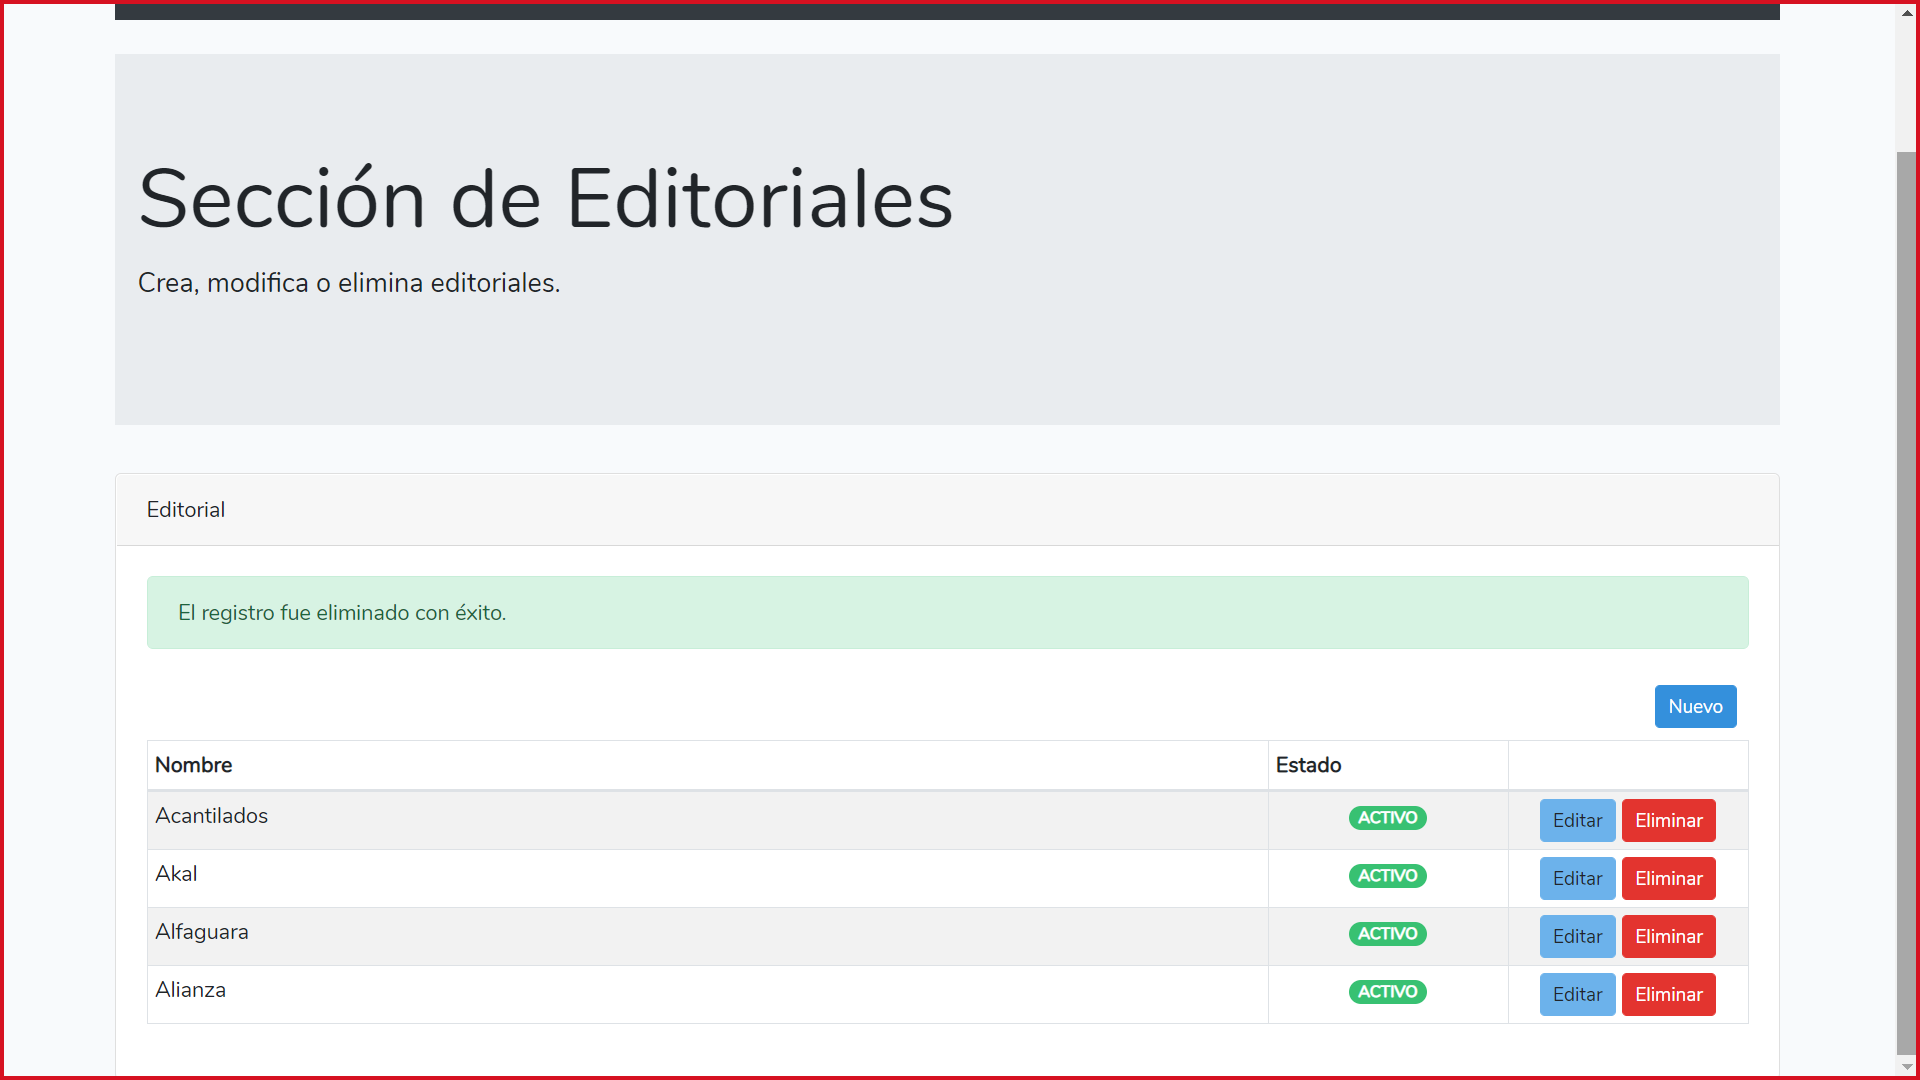 Sección de Editoriales
Crea, modifica o elimina editoriales.
Editorial
El registro fue eliminado con éxito.
Nuevo
Nombre Estado
Acantilados ACTIVO Editar Eliminar
Akal ACTIVO Editar Eliminar
Alfaguara ACTIVO Editar Eliminar
Alianza ACTIVO Editar Eliminar